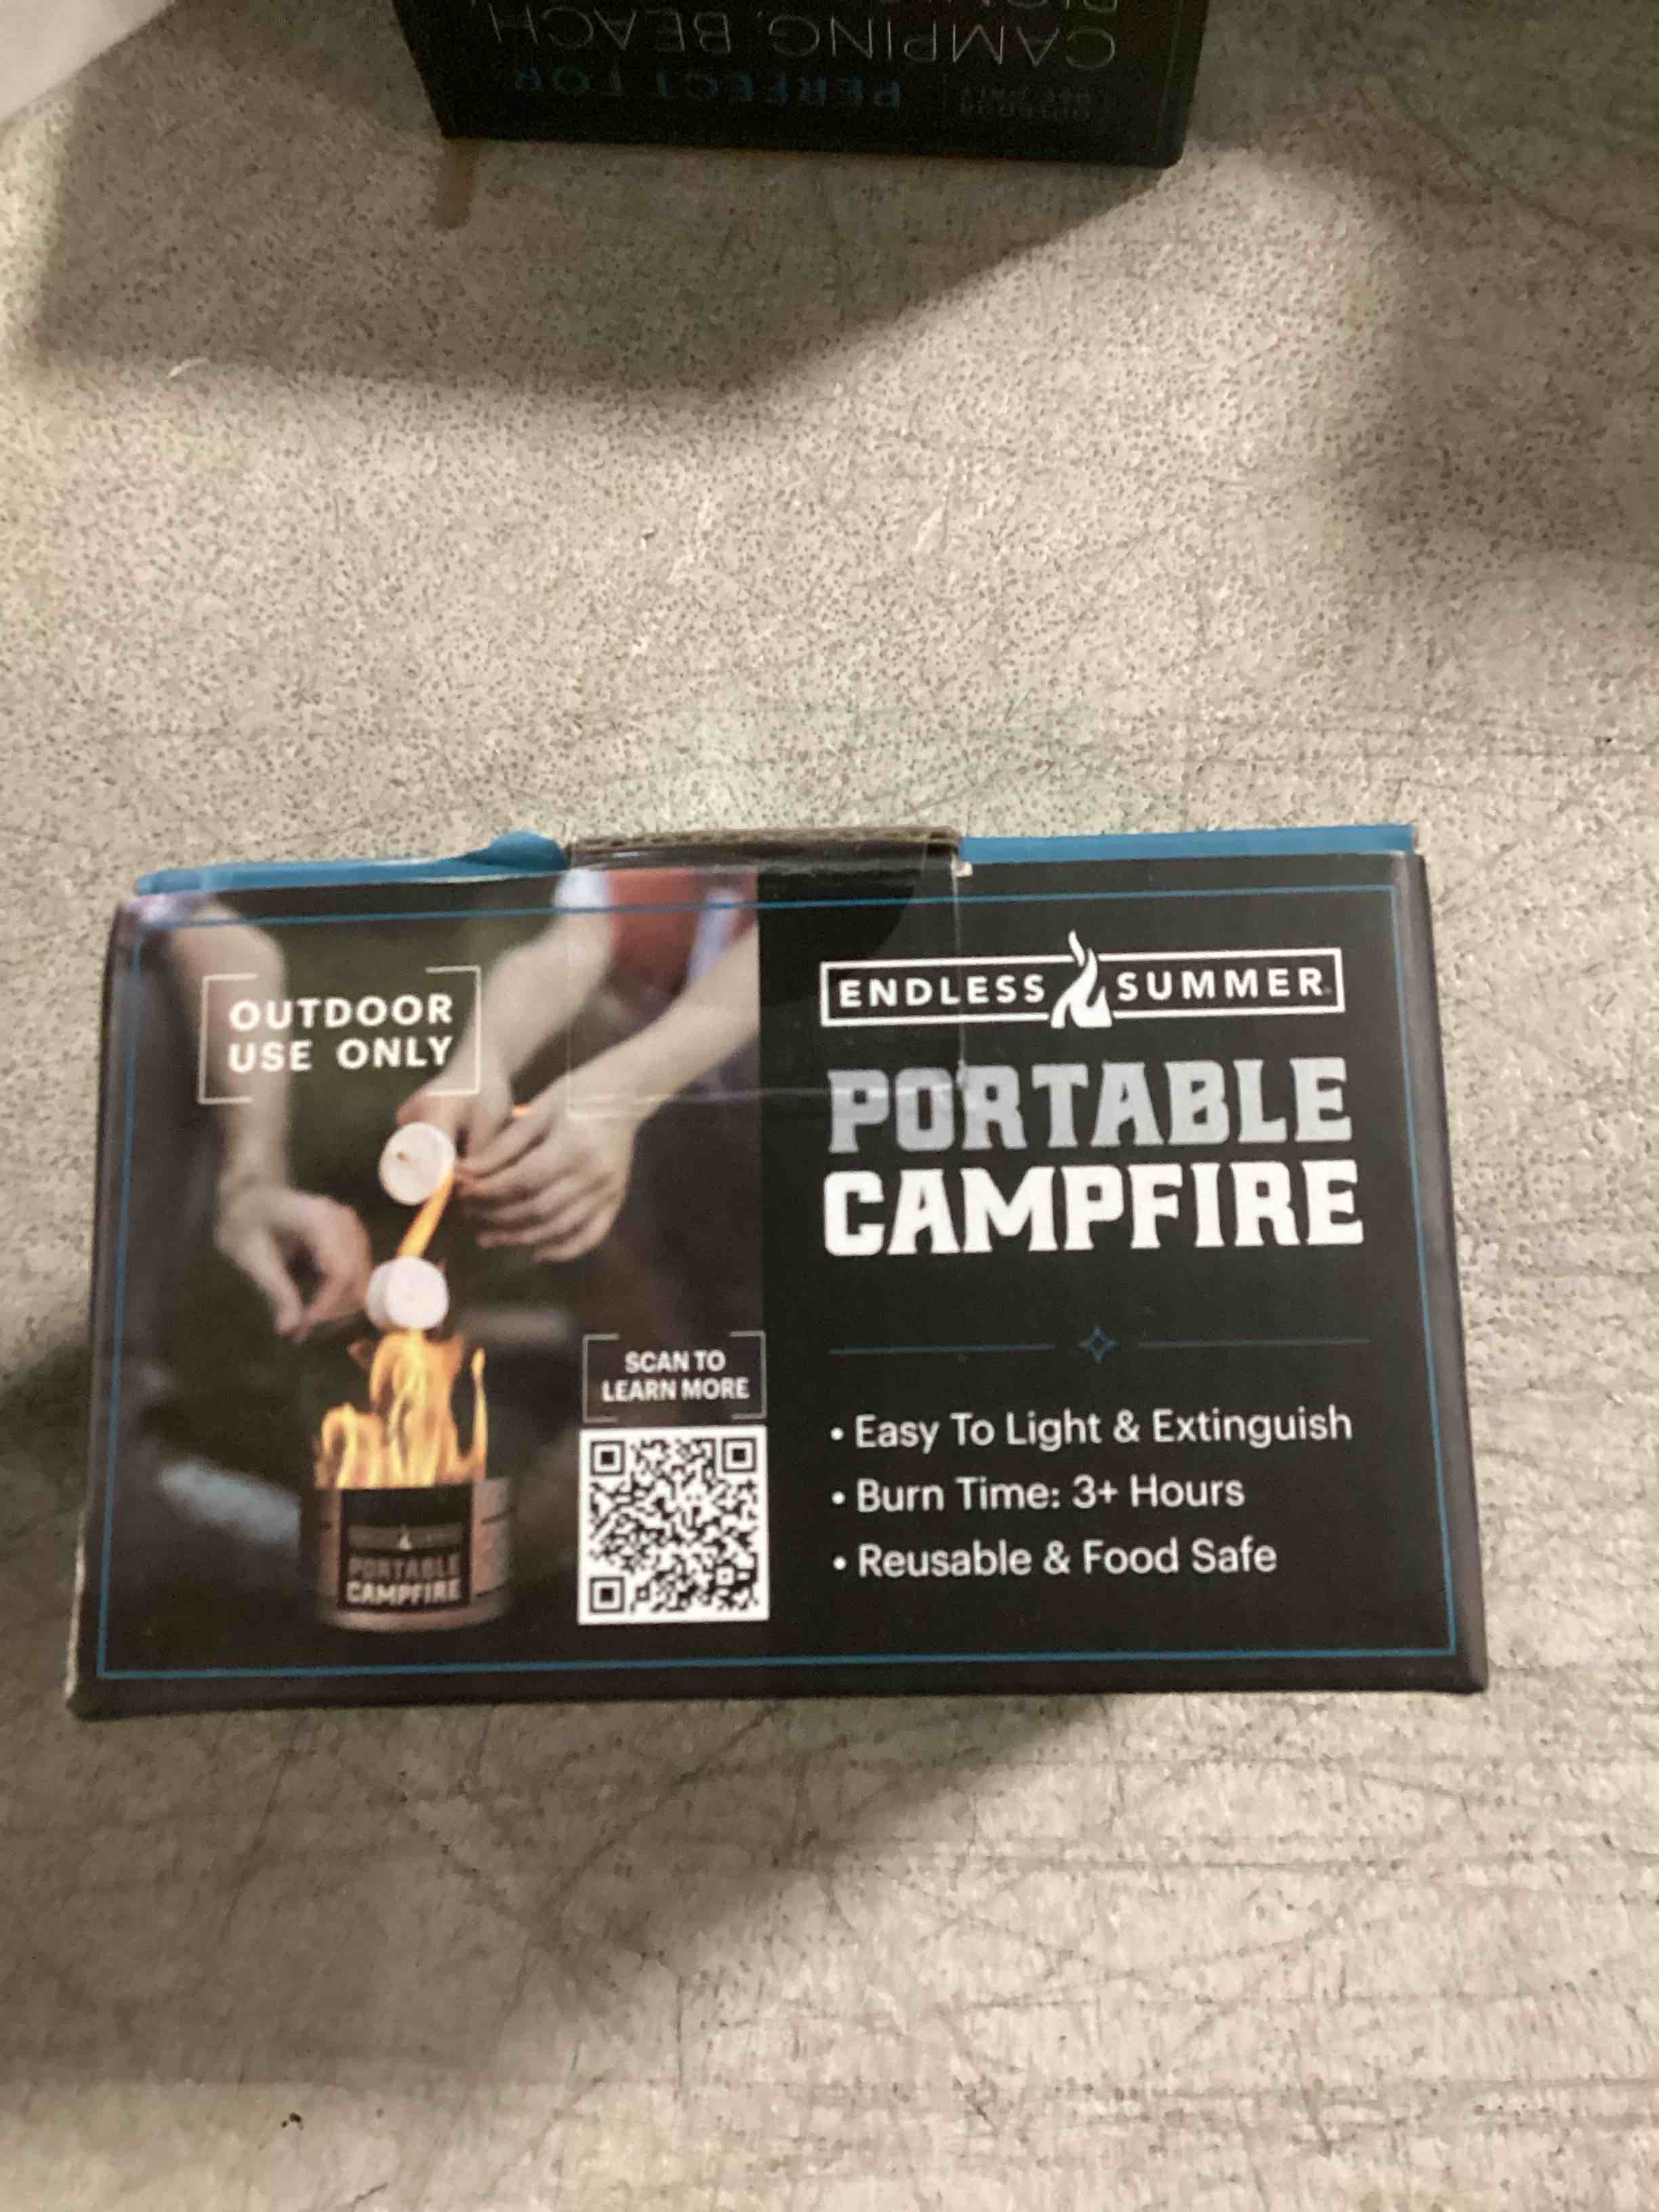 CAMPING, BEACH,
PERFECT FOR
OUTDOOR
USE ONLY
ENDLESS SUMMER
PORTABLE
CAMPFIRE
SCAN TO
LEARN MORE
• Easy To Light & Extinguish
• Burn Time: 3+ Hours
• Reusable & Food Safe
PORTABLE
CAMPFIRE